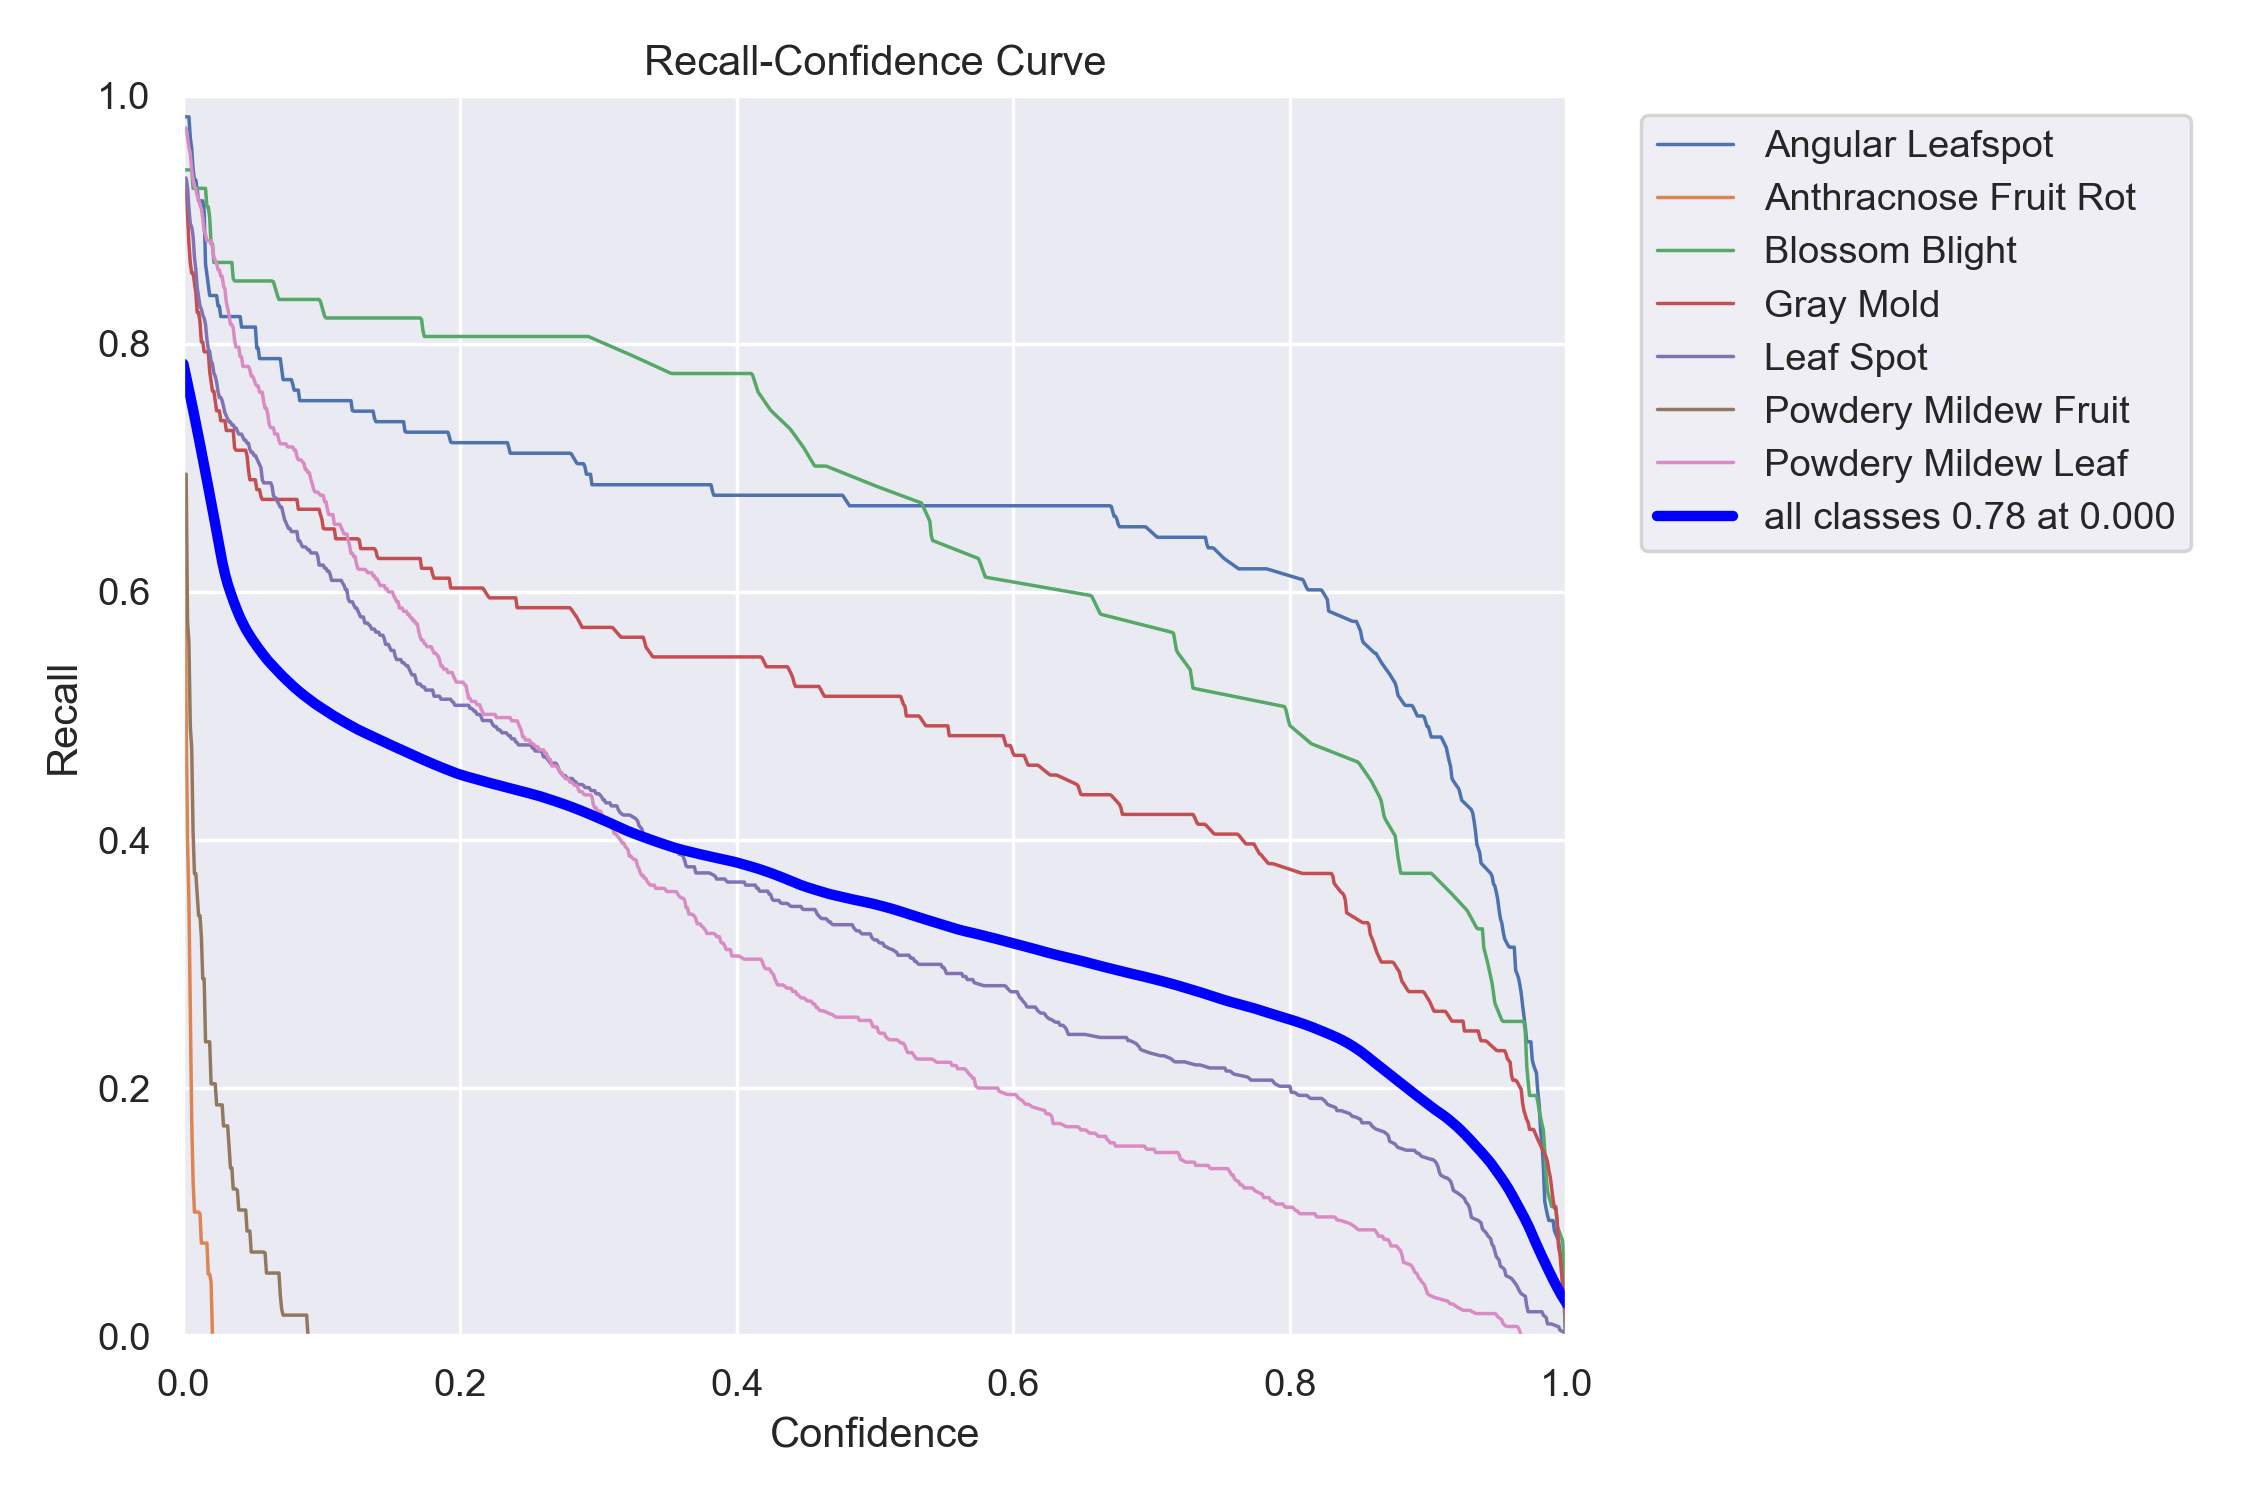 Recall-Confidence Curve
1.0
0.8
0.6
0.4
0.2
0.0
Recall
0.0 0.2 0.4 0.6 0.8 1.0
Confidence
Angular Leafspot
Anthracnose Fruit Rot
Blossom Blight
Gray Mold
Leaf Spot
Powdery Mildew Fruit
Powdery Mildew Leaf
all classes 0.78 at 0.000